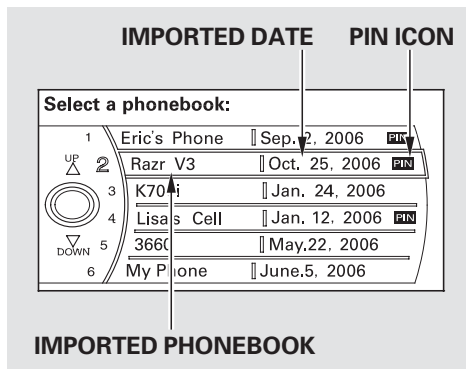 IMPORTED DATE PIN ICON
Select a phonebook:
1 Eric's Phone Sep. 2, 2006 PIN
UP 2 Razr V3 Oct. 25, 2006 PIN
3 Jan. 24, 2006
4 Lisa's Cell Jan. 12, 2006 PIN
DOWN 5 3660 May.22, 2006
6 My Phone June.5, 2006
IMPORTED PHONEBOOK